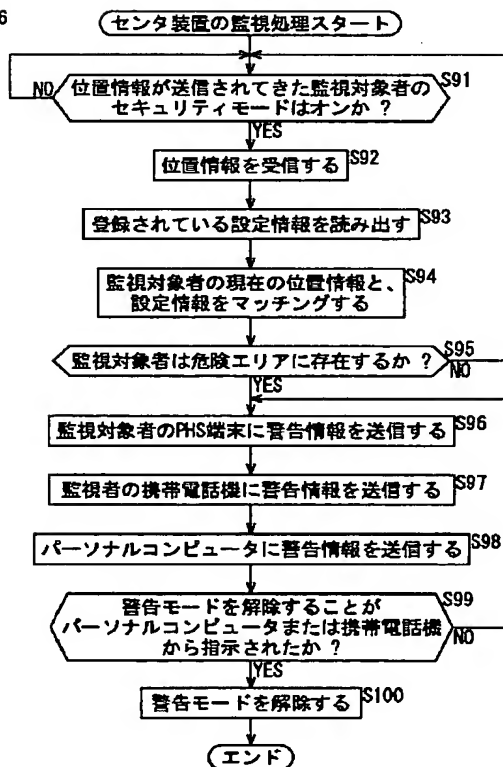 6
センタ装置の監視処理スタート
位置情報が送信されてきた監視対象者の
セキュリティモードはオンか ?
S91
NO
YES
位置情報を受信する
S92
登録されている設定情報を読み出す
S93
監視対象者の現在の位置情報と、
設定情報をマッチングする
S94
監視対象者は危険エリアに存在するか ?
S95
NO
YES
監視対象者のPHS端末に警告情報を送信する
S96
監視者の携帯電話機に警告情報を送信する
S97
パーソナルコンピュータに警告情報を送信する
S98
警告モードを解除することが
パーソナルコンピュータまたは携帯電話機
から指示されたか ?
S99
NO
YES
警告モードを解除する
S100
エンド